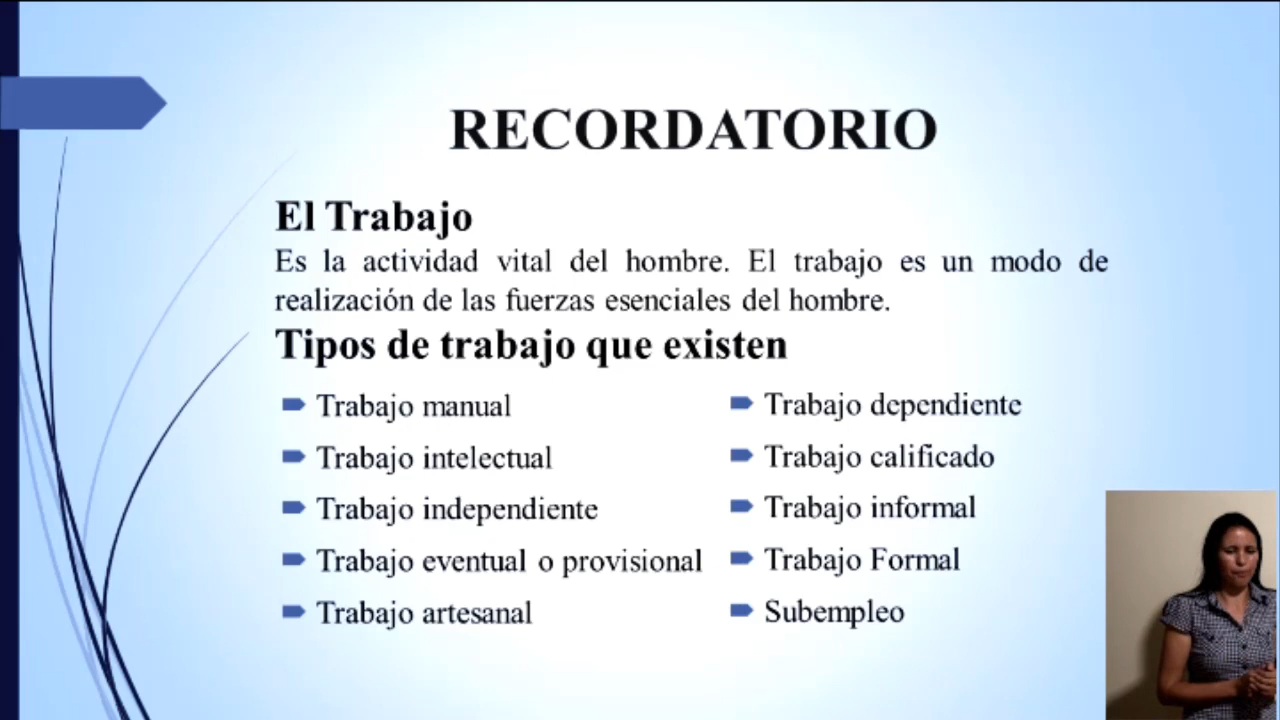 RECORDATORIO
El Trabajo
Es la actividad vital del hombre. El trabajo es un modo de
realización de las fuerzas esenciales del hombre.
Tipos de trabajo que existen
Trabajo manual
Trabajo intelectual
Trabajo independiente
Trabajo eventual o provisional
Trabajo artesanal
Trabajo dependiente
Trabajo calificado
Trabajo informal
Trabajo Formal
Subempleo